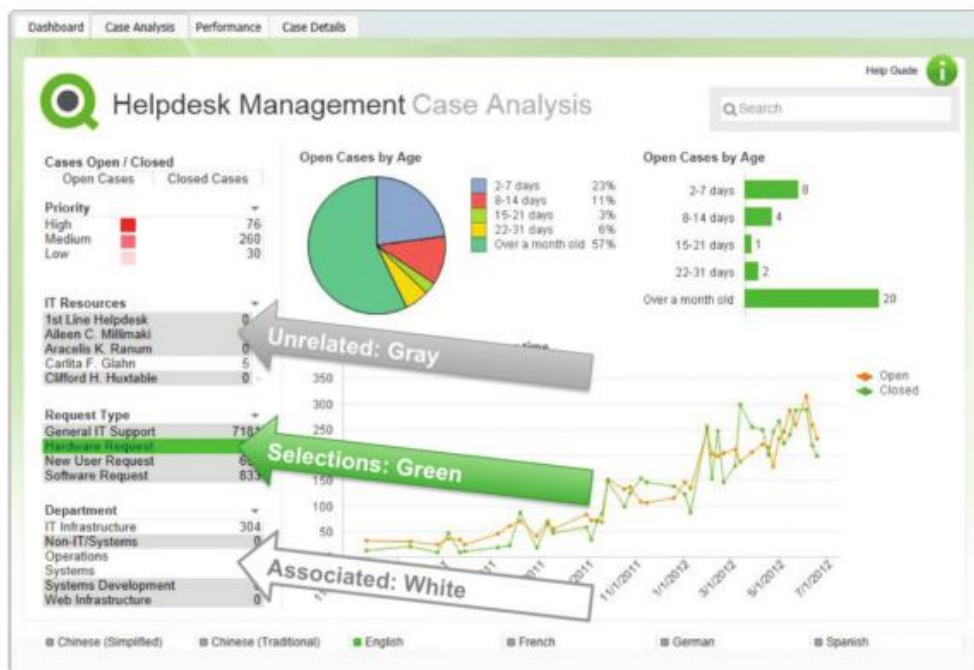 Dashboard Case Analysis Performance Case Details
Help Guide
Helpdesk Management Case Analysis
Search
Cases Open / Closed
Open Cases Closed Cases
Priority
High 76
Medium 260
Low 30
IT Resources
1st Line Helpdesk 0
Aileen C. Millimaki
Aracelis K. Ranum 0
Carlita F. Glahn 5
Clifford H. Huxtable 0
Request Type
General IT Support
Hardware Request
New User Request
Software Request 833
Department
IT Infrastructure 304
Non-IT/Systems 0
Operations
Systems
Systems Development
Web Infrastructure 0
Open Cases by Age
2-7 days 23%
8-14 days 11%
15-21 days 3%
22-31 days 6%
Over a month old 57%
Open Cases by Age
2-7 days 8
8-14 days 4
15-21 days 1
22-31 days 2
Over a month old 20
Unrelated: Gray
Selections: Green
Associated: White
time
Open
Closed
350
300
250
150
100
50
11/1/2011
1/1/2012
3/1/2012
5/1/2012
7/1/2012
Chinese (Simplified) Chinese (Traditional) English French German Spanish